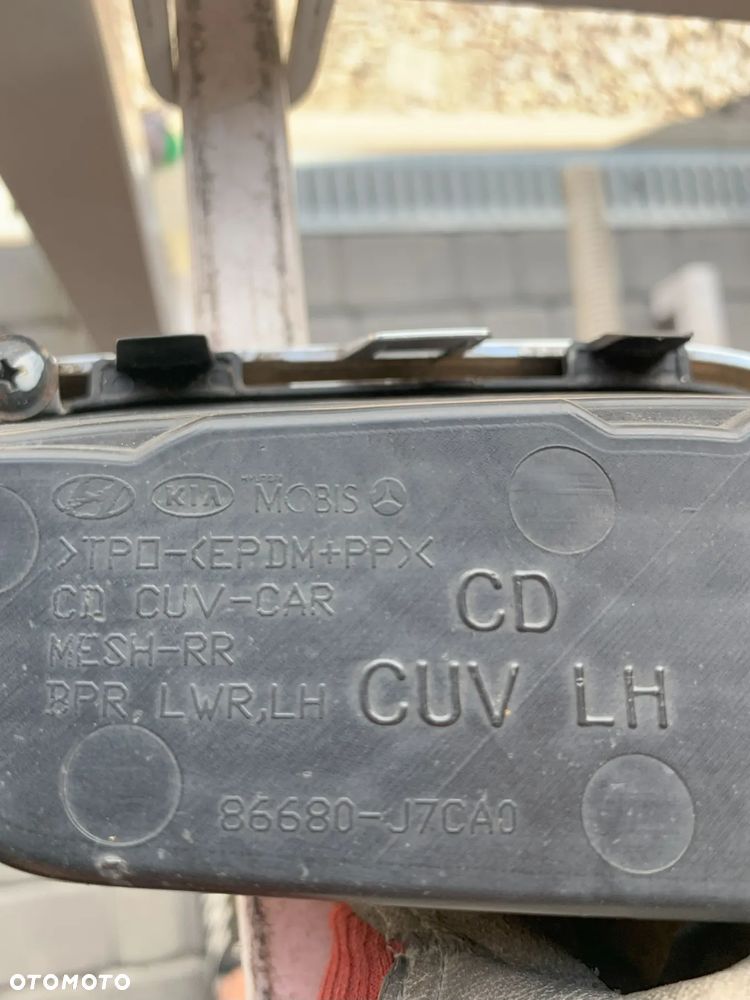 KIA MOBIS
>TPO-<EPDM+PP><
CD CUV-CAR
MESH-RR
BPR, LWR,LH
CD
CUV LH
86680-J7CA0
OTOMOTO